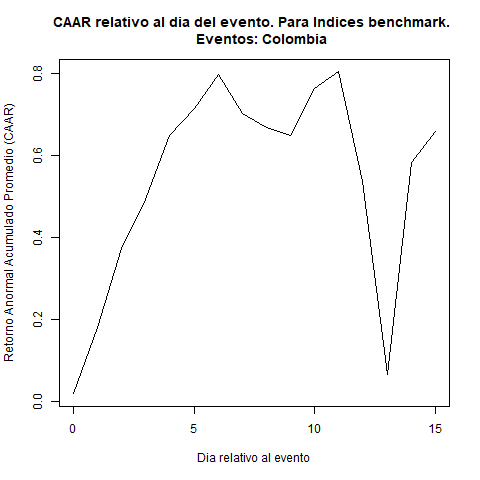 CAAR relativo al dia del evento. Para Indices benchmark.
Eventos: Colombia
Retorno Anormal Acumulado Promedio (CAAR)
0.8
0.6
0.4
0.2
0.0
0 5 10 15
Dia relativo al evento